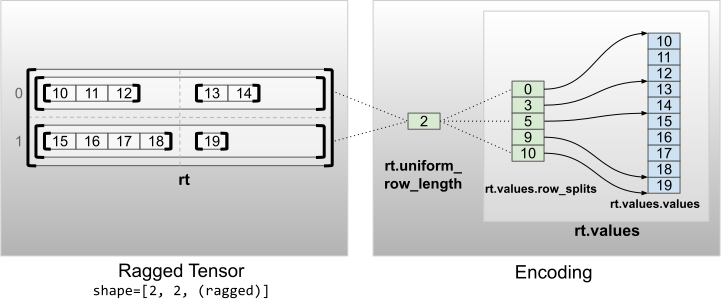 0
10 11 12
13 14
1
15 16 17 18
19
rt
Ragged Tensor
shape=[2, 2, (ragged)]
2
rt.uniform_
row_length
0
3
5
9
10
rt.values.row_splits
10
11
12
13
14
15
16
17
18
19
rt.values.values
rt.values
Encoding